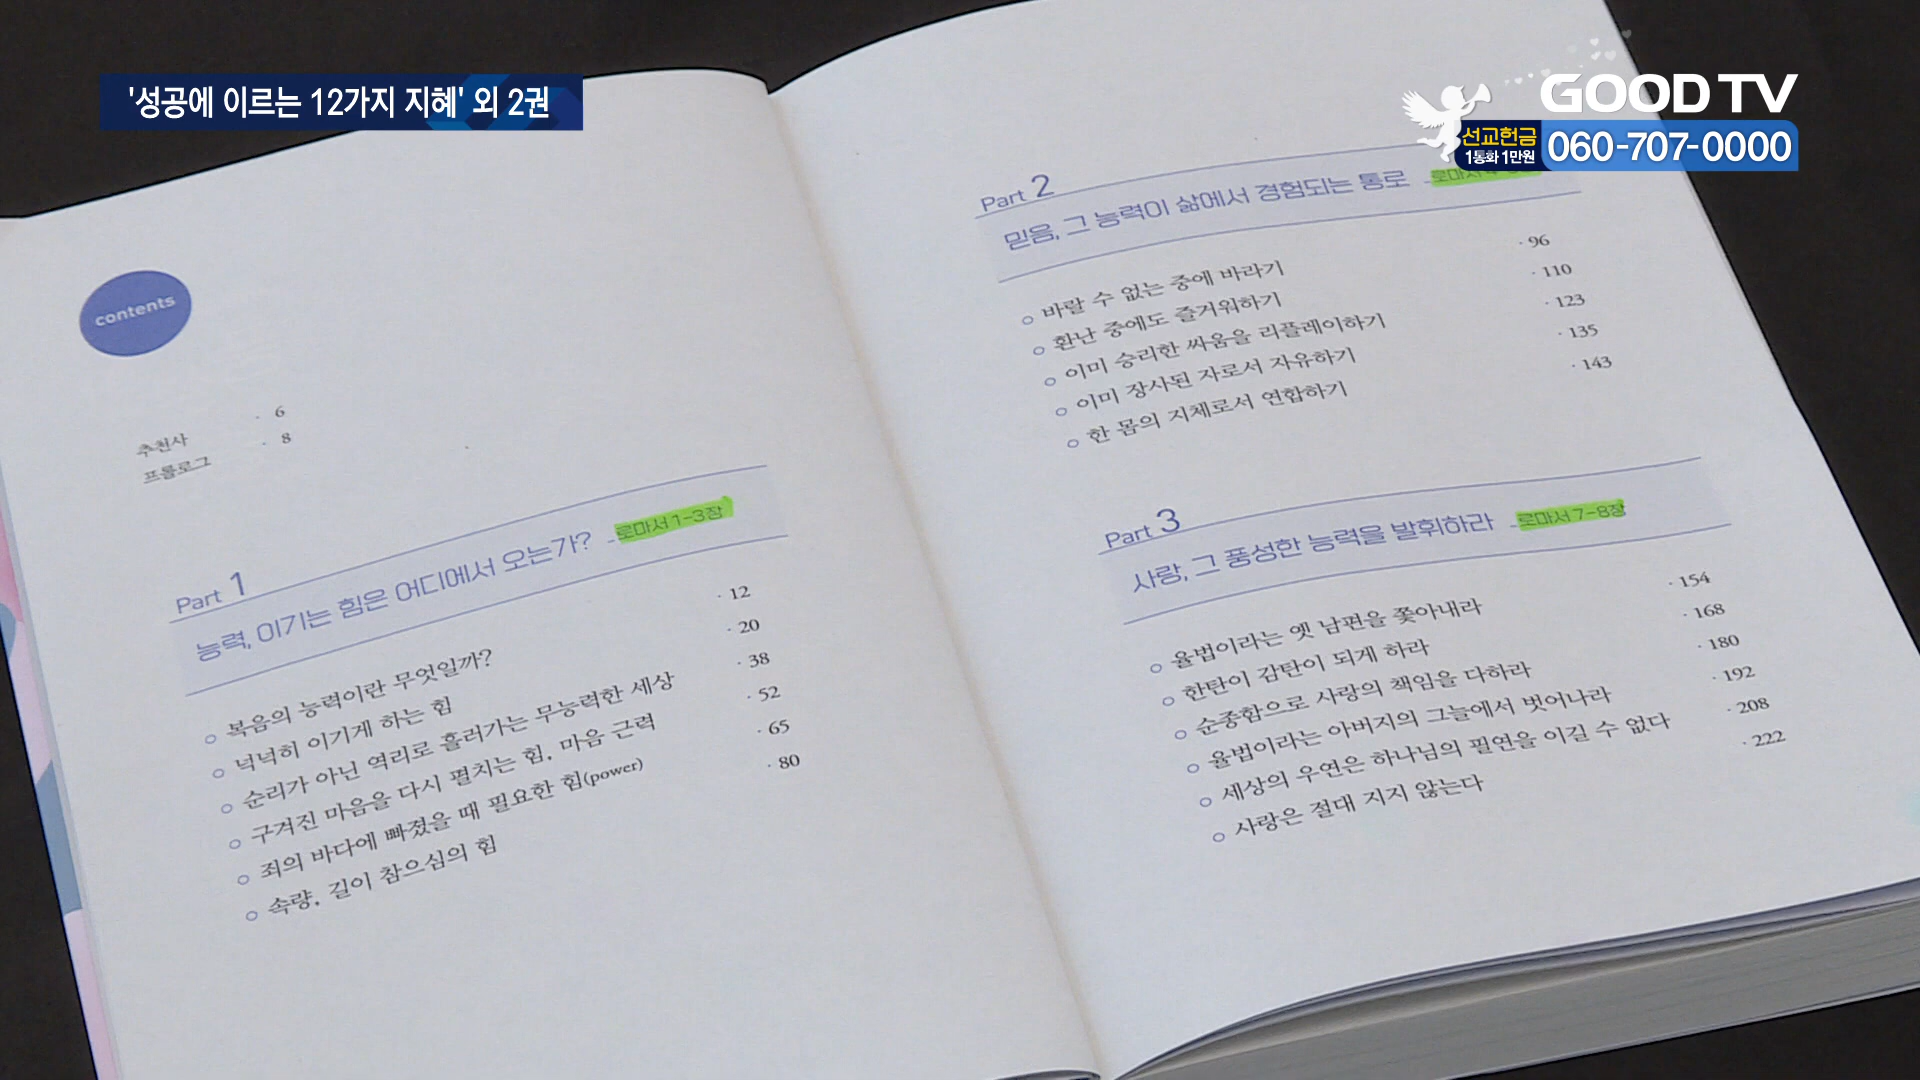 '성공에 이르는 12가지 지혜' 외 2권
GOOD TV
선교헌금
1통화 1만원
060-707-0000
contents
추천사 · 6
프롤로그 · 8
Part 1
능력, 이기는 힘은 어디에서 오는가? - 로마서 1-3장
복음의 능력이란 무엇일까? · 12
넉넉히 이기게 하는 힘 · 20
순리가 아닌 역리로 흘러가는 무능력한 세상 · 38
구겨진 마음을 다시 펼치는 힘, 마음 근력 · 52
죄의 바다에 빠졌을 때 필요한 힘(power) · 65
속량, 길이 참으심의 힘 · 80
Part 2
믿음, 그 능력이 삶에서 경험되는 통로 - 로마서
바랄 수 없는 중에 바라기 · 96
환난 중에도 즐거워하기 · 110
이미 승리한 싸움을 리플레이하기 · 123
이미 장사된 자로서 자유하기 · 135
한 몸의 지체로서 연합하기 · 143
Part 3
사랑, 그 풍성한 능력을 발휘하라 - 로마서 7-8장
율법이라는 옛 남편을 쫓아내라 · 154
한탄이 감탄이 되게 하라 · 168
순종함으로 사랑의 책임을 다하라 · 180
율법이라는 아버지의 그늘에서 벗어나라 · 192
세상의 우연은 하나님의 필연을 이길 수 없다 · 208
사랑은 절대 지지 않는다 · 222